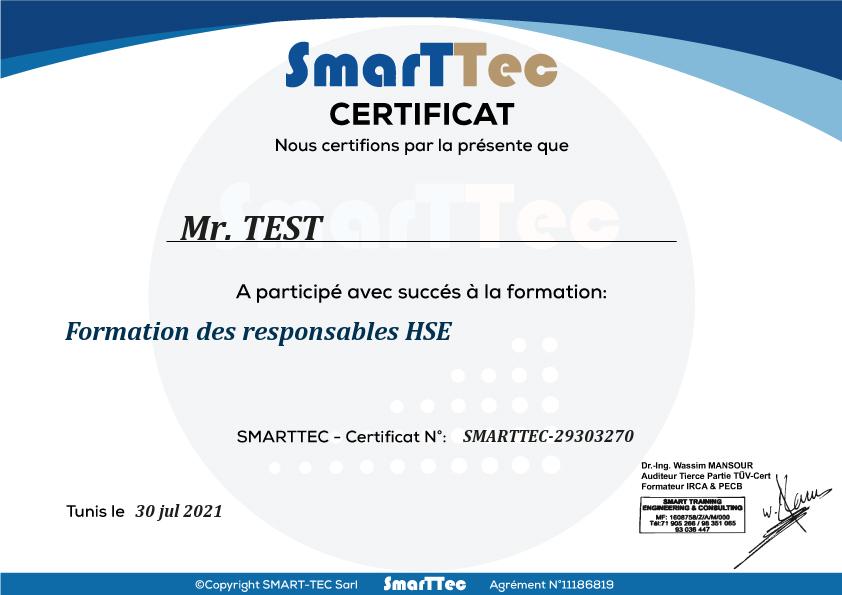 SmarTTec
CERTIFICAT
Nous certifions par la présente que
SmarTTec
Mr. TEST
A participé avec succés à la formation:
Formation des responsables HSE
SMARTTEC - Certificat N°: SMARTTEC-29303270
Dr.-Ing. Wassim MANSOUR
Auditeur Tierce Partie TÜV-Cert
Formateur IRCA & PECB
SMART TRAINING
ENGINEERING & CONSULTING
MF: 1608758/Z/A/M/000
Tél:71 905 266 / 98 351 065
93 036 447
Tunis le 30 jul 2021
©Copyright SMART-TEC Sarl SmarTTec Agrément N°11186819